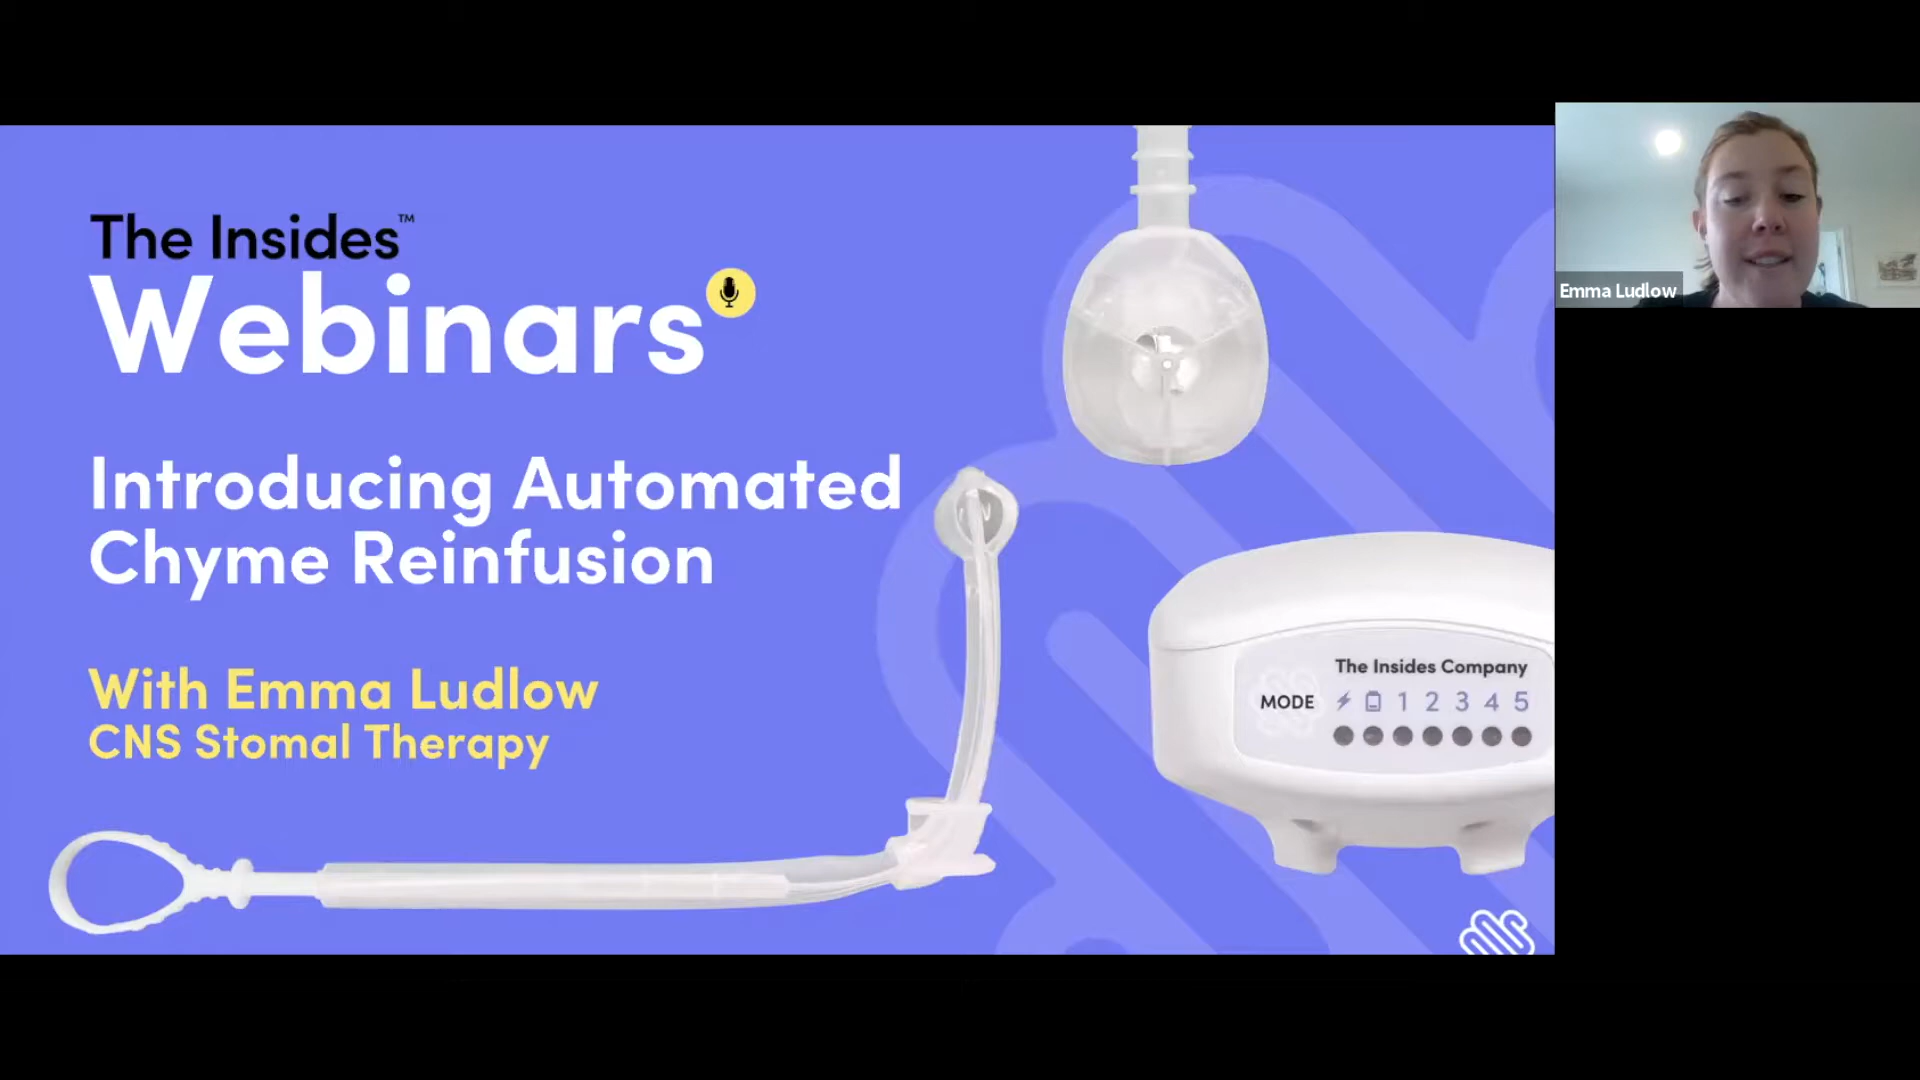 The Insides™
Webinars
Introducing Automated
Chyme Reinfusion
With Emma Ludlow
CNS Stomal Therapy
The Insides Company
MODE 1 2 3 4 5
Emma Ludlow